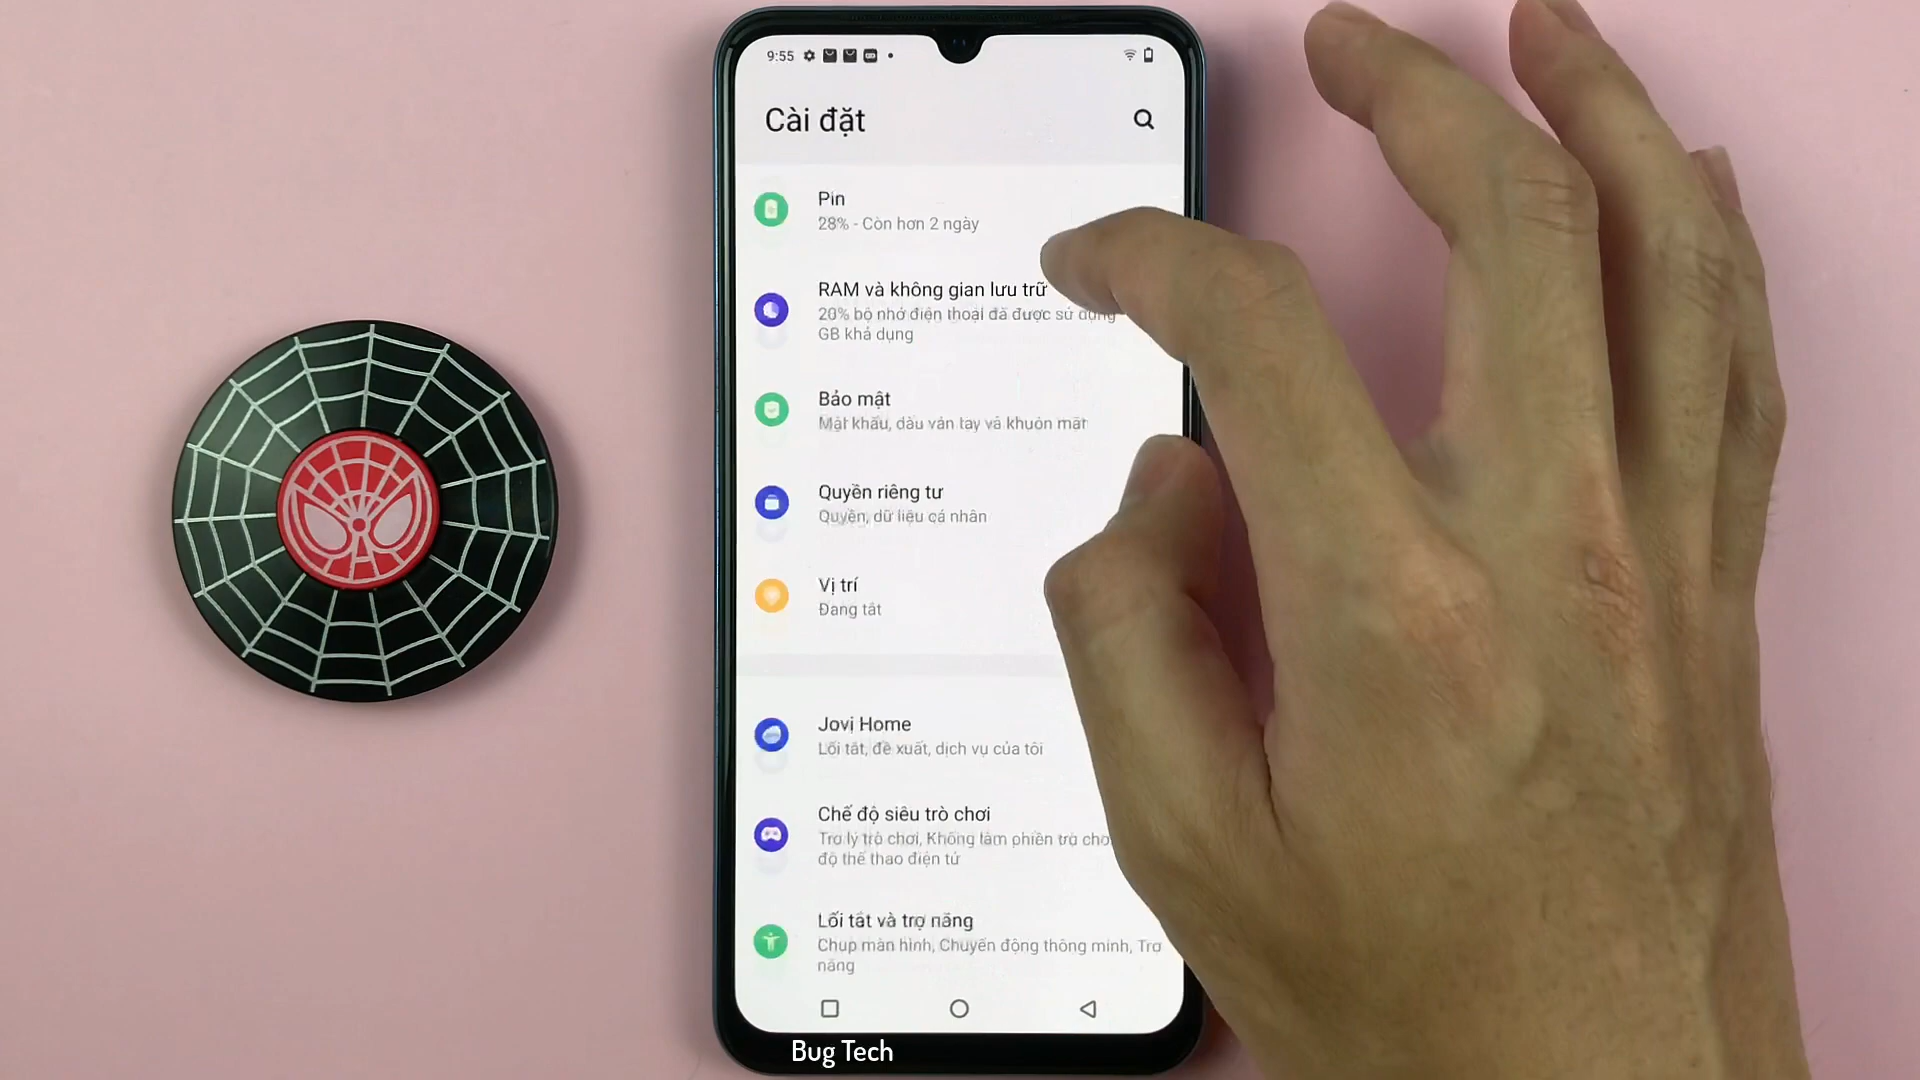 9:55
Cài đặt
Pin
28% - Còn hơn 2 ngày
RAM và không gian lưu trữ
20% bộ nhớ điện thoại đã được sử dụng
GB khả dụng
Bảo mật
Mật khẩu, dấu vân tay và khuôn mặt
Quyền riêng tư
Quyền, dữ liệu cá nhân
Vị trí
Đang tắt
Jovi Home
Lối tắt, đề xuất, dịch vụ của tôi
Chế độ siêu trò chơi
Trợ lý trò chơi, Không làm phiền trò
độ thể thao điện tử
Lối tắt và trợ năng
Chụp màn hình, Chuyển động thông minh, Trợ
năng
Bug Tech